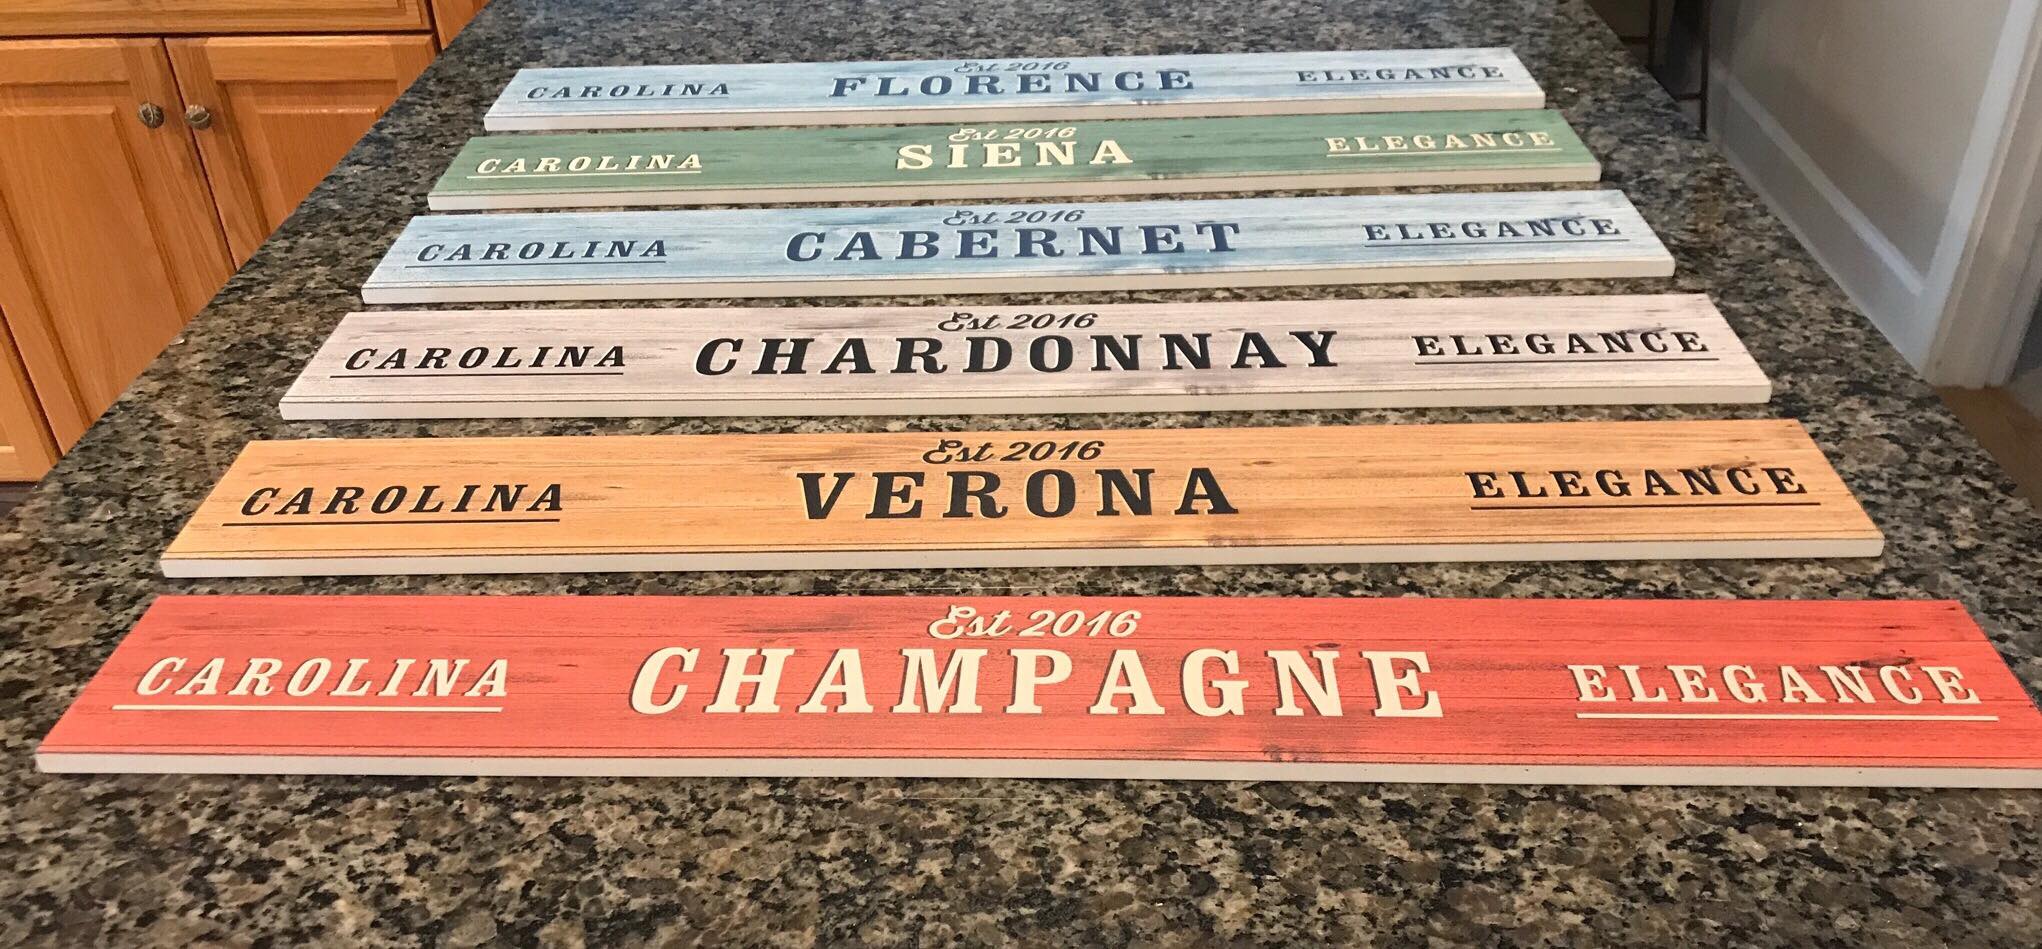 Est 2016
CAROLINA FLORENCE ELEGANCE
Est 2016
CAROLINA SIENA ELEGANCE
Est 2016
CAROLINA CABERNET ELEGANCE
Est 2016
CAROLINA CHARDONNAY ELEGANCE
Est 2016
CAROLINA VERONA ELEGANCE
Est 2016
CAROLINA CHAMPAGNE ELEGANCE